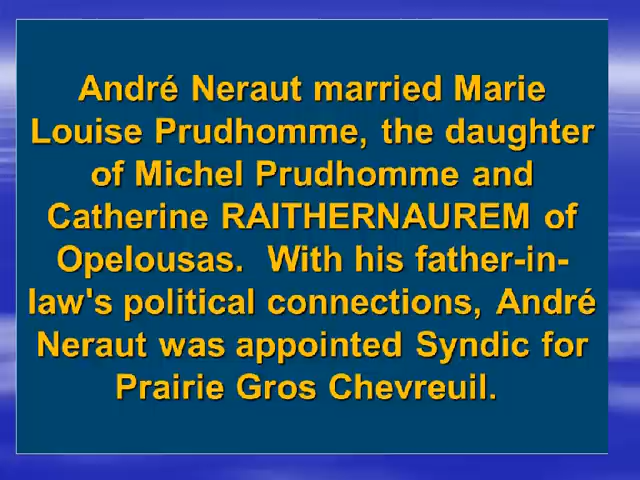 André Neraut married Marie
Louise Prudhomme, the daughter
of Michel Prudhomme and
Catherine RAITHERNAUREM of
Opelousas.  With his father-in-
law's political connections, André
Neraut was appointed Syndic for
Prairie Gros Chevreuil.